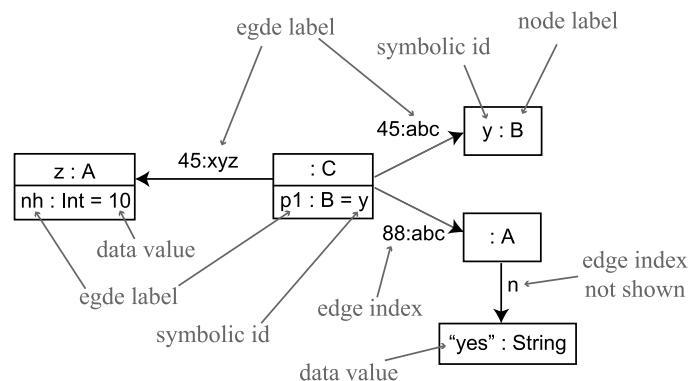 egde label
node label
symbolic id
45:abc
y : B
45:xyz
z : A
nh : Int = 10
: C
p1 : B = y
88:abc
: A
data value
egde label
edge index
edge index
not shown
n
symbolic id
"yes" : String
data value